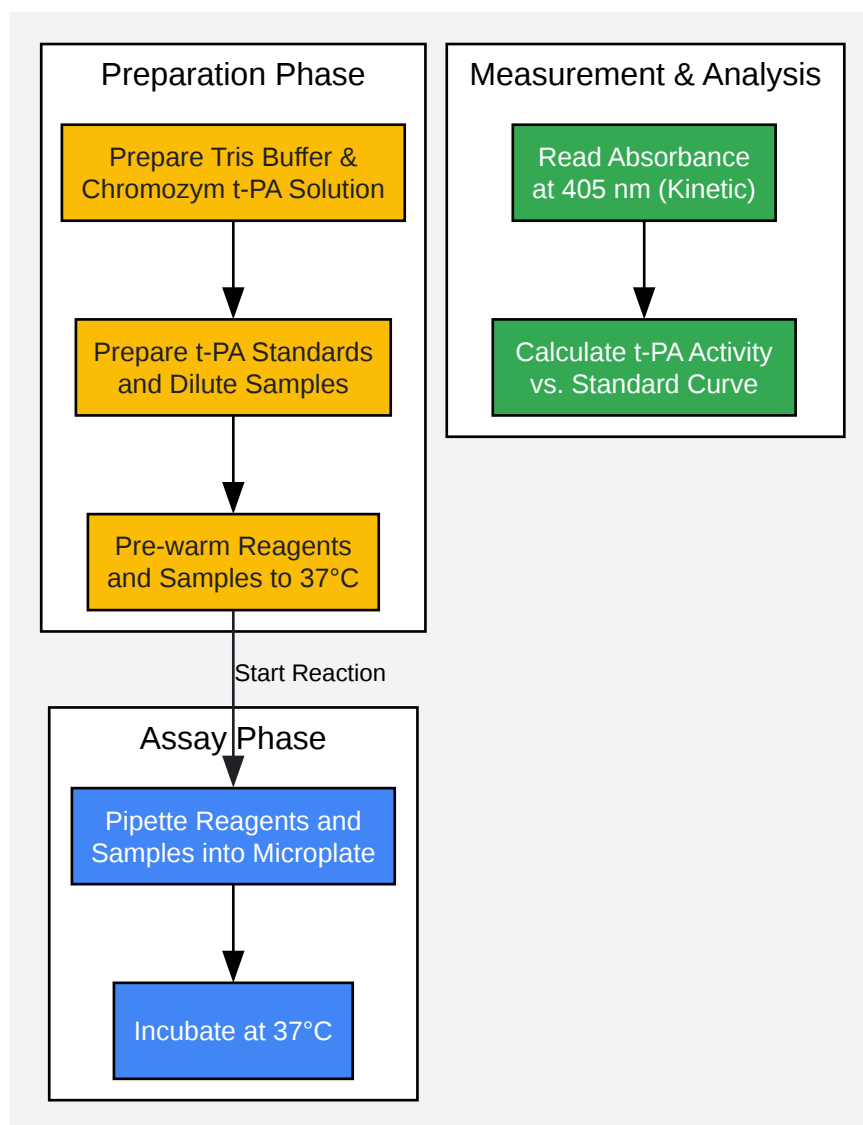 Preparation Phase
Prepare Tris Buffer &
Chromozym t-PA Solution
Prepare t-PA Standards
and Dilute Samples
Pre-warm Reagents
and Samples to 37°C
Start Reaction
Assay Phase
Pipette Reagents and
Samples into Microplate
Incubate at 37°C
Measurement & Analysis
Read Absorbance
at 405 nm (Kinetic)
Calculate t-PA Activity
vs. Standard Curve